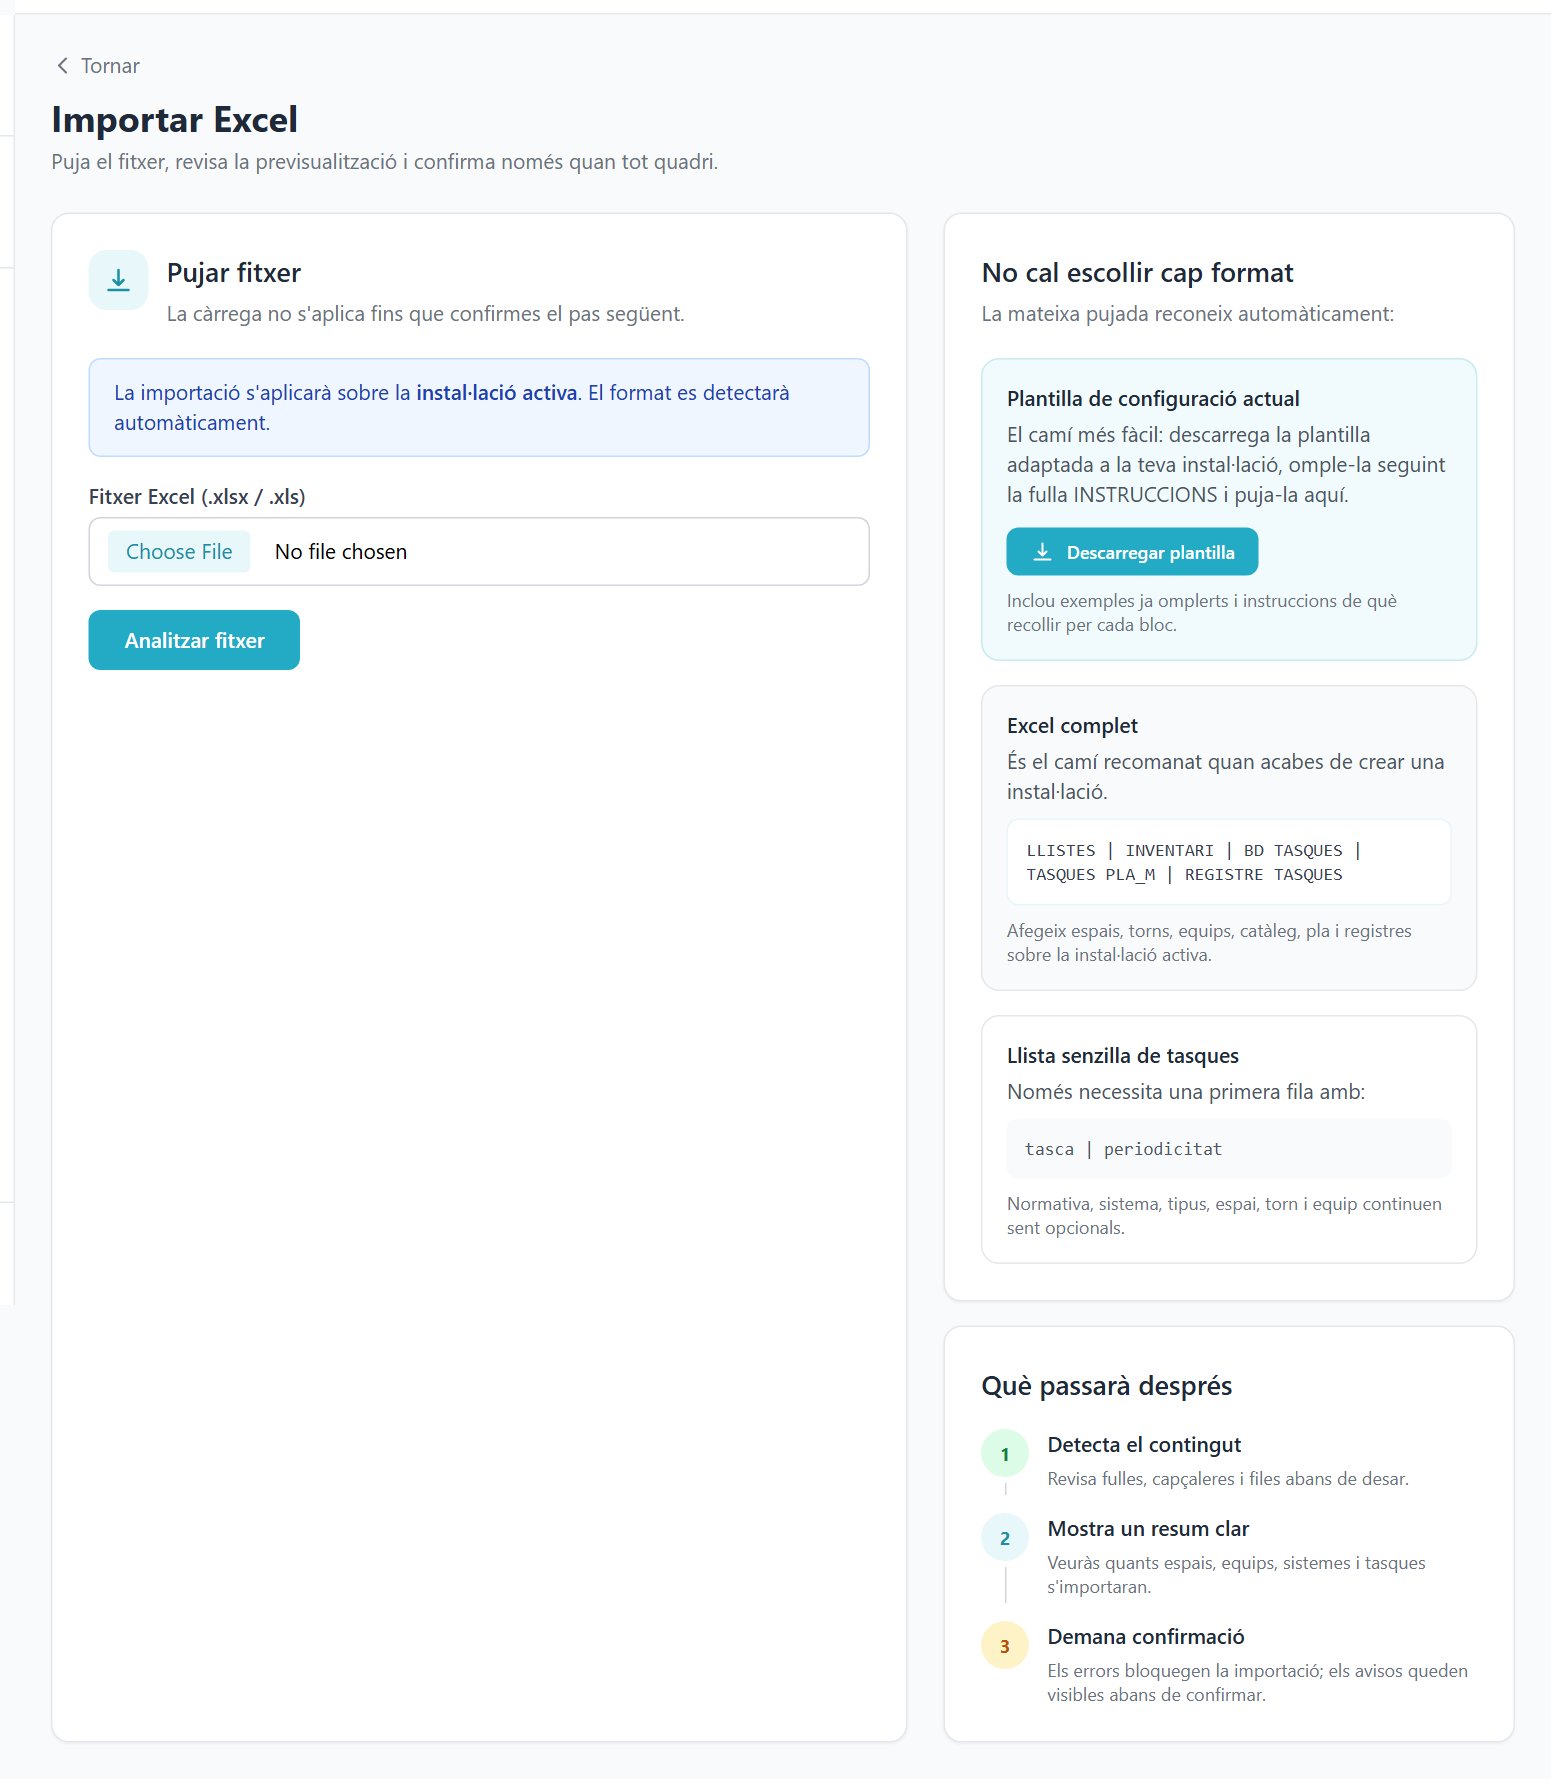 Tornar
Importar Excel
Puja el fitxer, revisa la previsualització i confirma només quan tot quadri.
Pujar fitxer
La càrrega no s'aplica fins que confirmes el pas següent.
La importació s'aplicarà sobre la instal·lació activa. El format es detectarà
automàticament.
Fitxer Excel (.xlsx / .xls)
Choose File No file chosen
Analitzar fitxer
No cal escollir cap format
La mateixa pujada reconeix automàticament:
Plantilla de configuració actual
El camí més fàcil: descarrega la plantilla
adaptada a la teva instal·lació, omple-la seguint
la fulla INSTRUCCIONS i puja-la aquí.
Descarregar plantilla
Inclou exemples ja omplerts i instruccions de què
recollir per cada bloc.
Excel complet
És el camí recomanat quan acabes de crear una
instal·lació.
LLISTES | INVENTARI | BD TASQUES |
TASQUES PLA_M | REGISTRE TASQUES
Afegeix espais, torns, equips, catàleg, pla i registres
sobre la instal·lació activa.
Llista senzilla de tasques
Només necessita una primera fila amb:
tasca | periodicitat
Normativa, sistema, tipus, espai, torn i equip continuen
sent opcionals.
Què passarà després
1 Detecta el contingut
Revisa fulles, capçaleres i files abans de desar.
2 Mostra un resum clar
Veuràs quants espais, equips, sistemes i tasques
s'importaran.
3 Demana confirmació
Els errors bloquegen la importació; els avisos queden
visibles abans de confirmar.